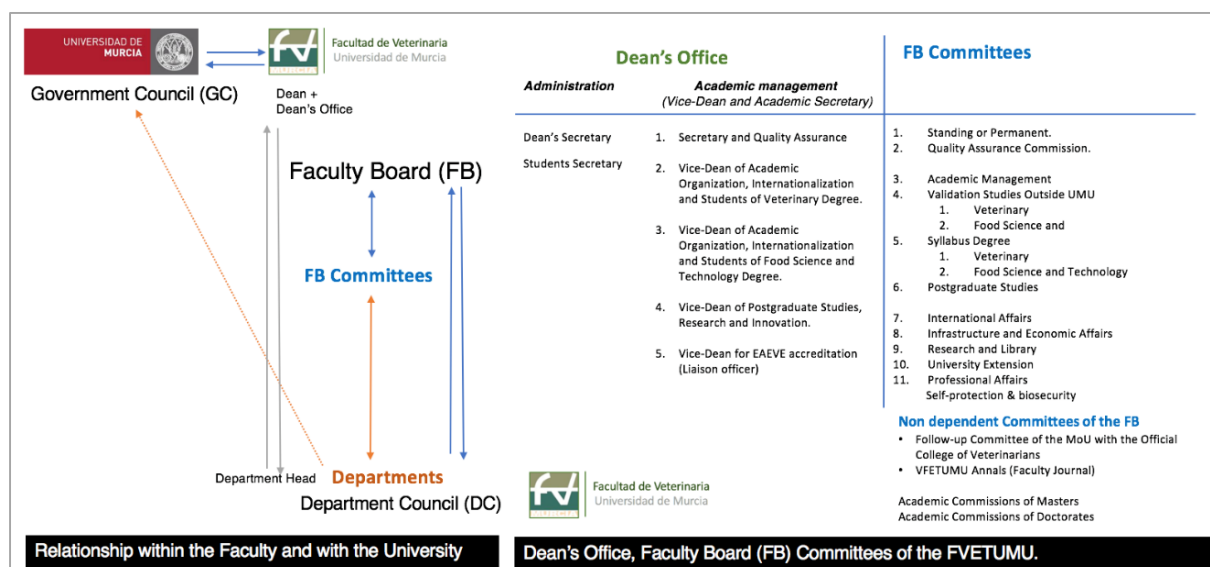 UNIVERSIDAD DE
MURCIA
Facultad de Veterinaria
Universidad de Murcia
Government Council (GC)
Dean +
Dean's Office
Faculty Board (FB)
FB Committees
Department Head
Departments
Department Council (DC)
Relationship within the Faculty and with the University
Dean's Office
Administration
Academic management
(Vice-Dean and Academic Secretary)
Dean's Secretary
Students Secretary
1. Secretary and Quality Assurance
2. Vice-Dean of Academic
Organization, Internationalization
and Students of Veterinary Degree.
3. Vice-Dean of Academic
Organization, Internationalization
and Students of Food Science and
Technology Degree.
4. Vice-Dean of Postgraduate Studies,
Research and Innovation.
5. Vice-Dean for EAEVE accreditation
(Liaison officer)
FB Committees
1. Standing or Permanent.
2. Quality Assurance Commission.
3. Academic Management
4. Validation Studies Outside UMU
1. Veterinary
2. Food Science and
5. Syllabus Degree
1. Veterinary
2. Food Science and Technology
6. Postgraduate Studies
7. International Affairs
8. Infrastructure and Economic Affairs
9. Research and Library
10. University Extension
11. Professional Affairs
Self-protection & biosecurity
Non dependent Committees of the FB
• Follow-up Committee of the MoU with the Official
College of Veterinarians
• VFETUMU Annals (Faculty Journal)
Academic Commissions of Masters
Academic Commissions of Doctorates
Facultad de Veterinaria
Universidad de Murcia
Dean's Office, Faculty Board (FB) Committees of the FVETUMU.